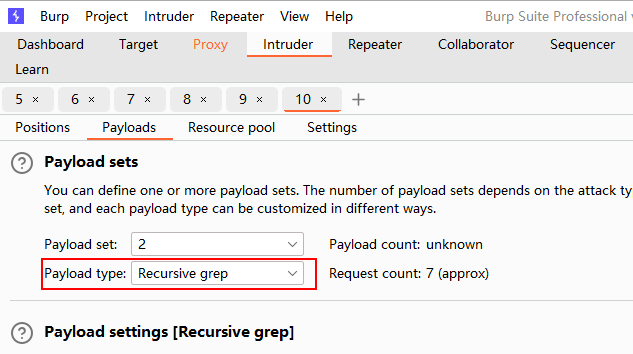 Burp Project Intruder Repeater View Help Burp Suite Professional v
Dashboard Target Proxy Intruder Repeater Collaborator Sequencer
Learn
5 × 6 × 7 × 8 × 9 × 10 × +
Positions Payloads Resource pool Settings
? Payload sets
You can define one or more payload sets. The number of payload sets depends on the attack ty
set, and each payload type can be customized in different ways.
Payload set: 2 Payload count: unknown
Payload type: Recursive grep Request count: 7 (approx)
? Payload settings [Recursive grep]